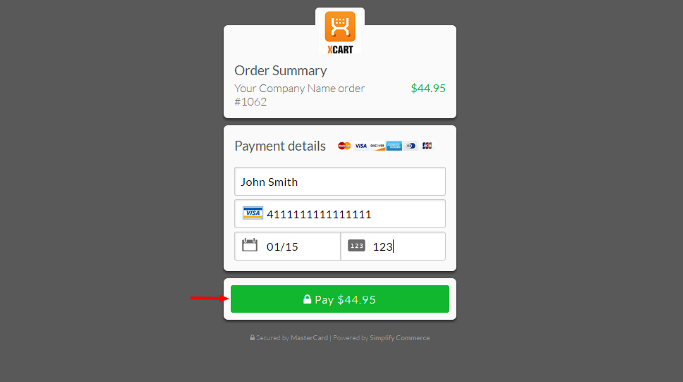 XCART
Order Summary
Your Company Name order
#1062
$44.95
Payment details
VISA
John Smith
VISA 4111111111111111
01/15
123 123
Pay $44.95
Secured by MasterCard | Powered by Simplify Commerce